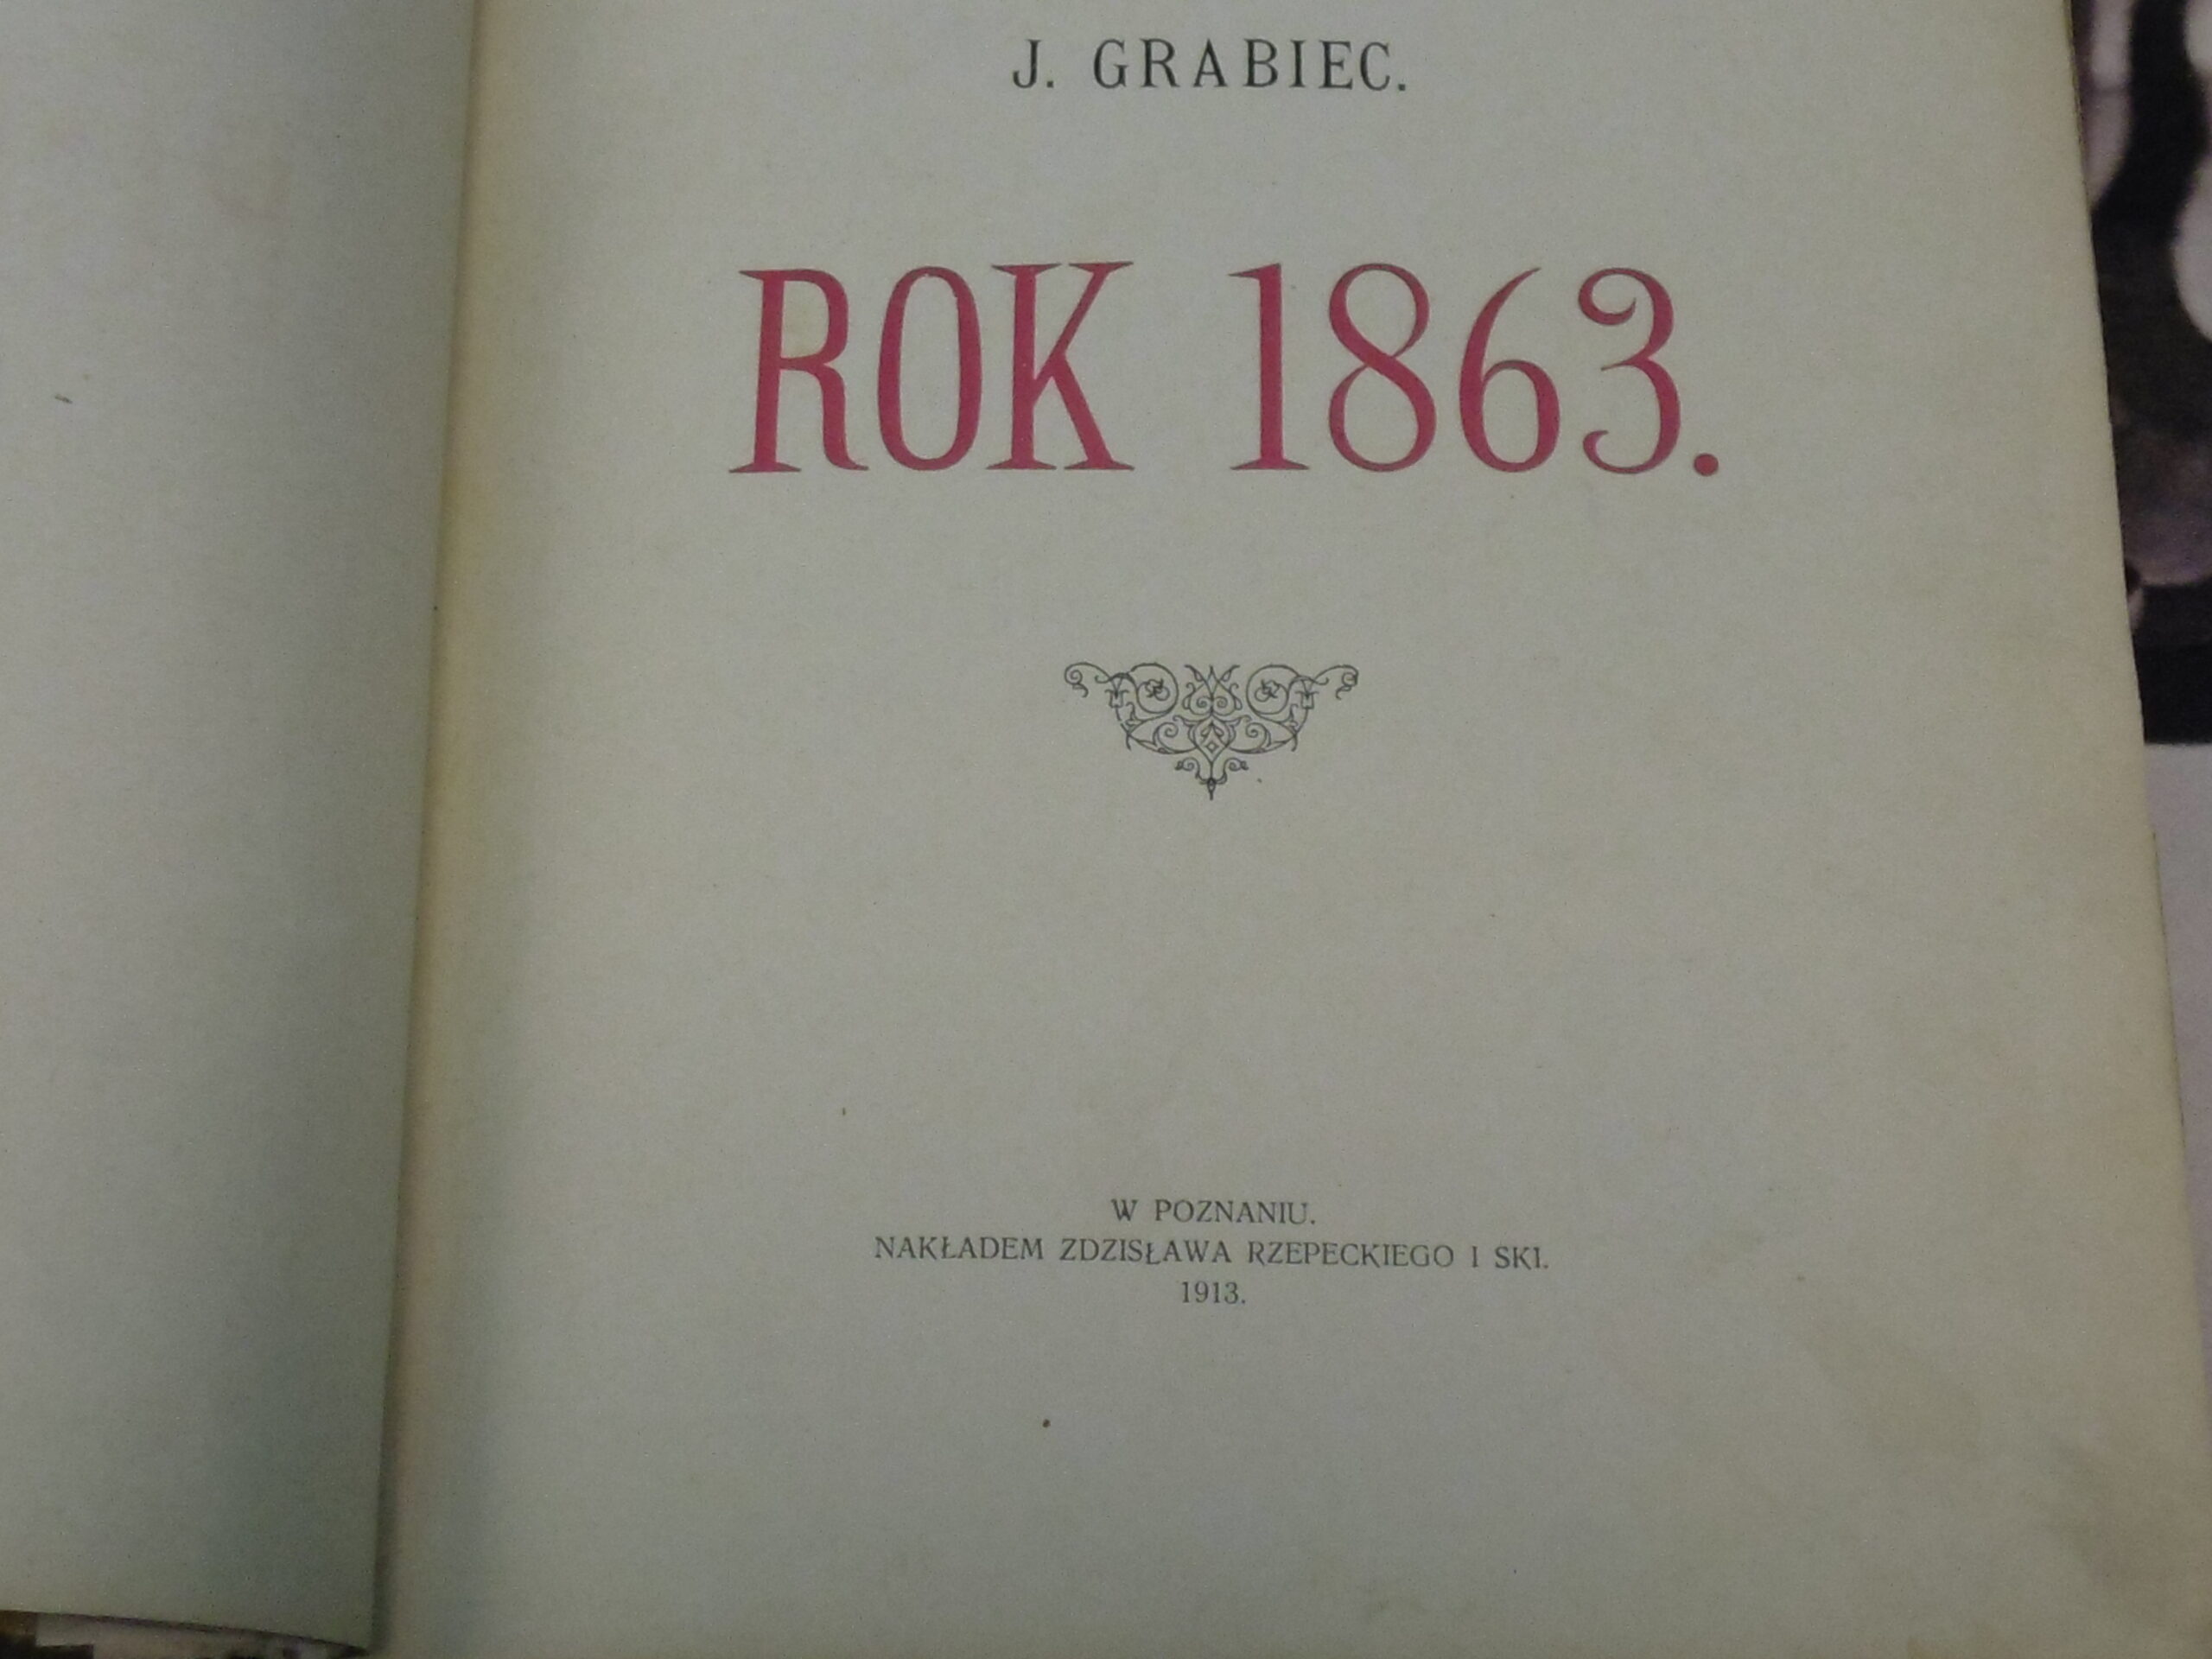 J. GRABIEC.
ROK 1863.
W POZNANIU.
NAKŁADEM ZDZISŁAWA RZEPECKIEGO I SKI.
1913.